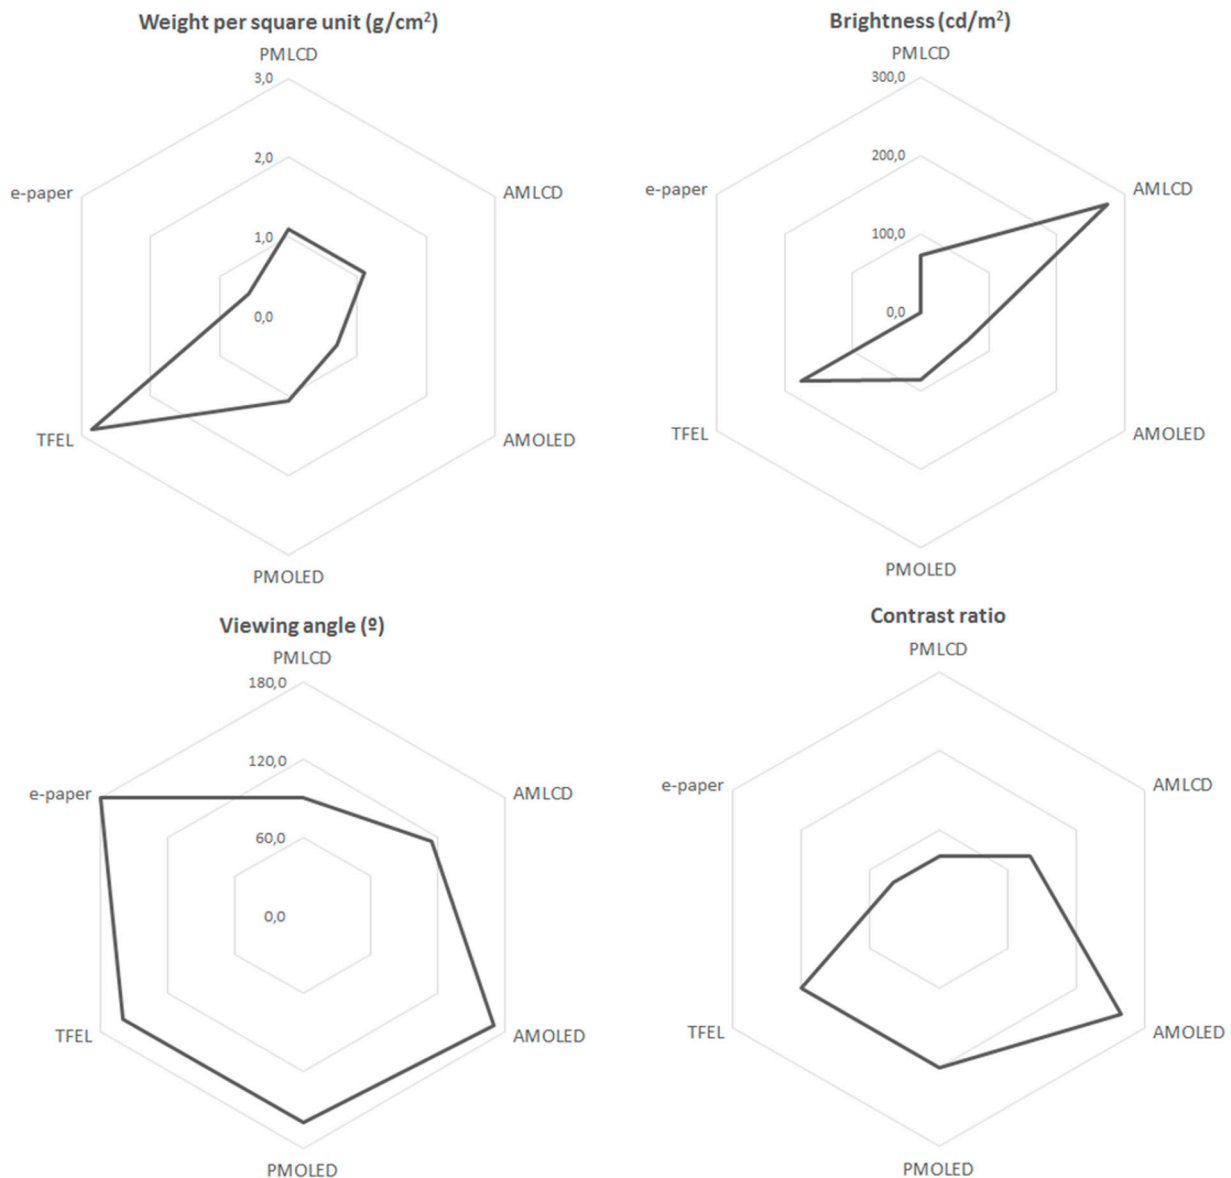 Weight per square unit (g/cm²)
PMLCD
3,0
2,0
1,0
0,0
AMLCD
AMOLED
PMOLED
TFEL
e-paper
Brightness (cd/m²)
PMLCD
300,0
200,0
100,0
0,0
AMLCD
AMOLED
PMOLED
TFEL
e-paper
Viewing angle (º)
PMLCD
180,0
120,0
60,0
0,0
AMLCD
AMOLED
PMOLED
TFEL
e-paper
Contrast ratio
PMLCD
AMLCD
AMOLED
PMOLED
TFEL
e-paper